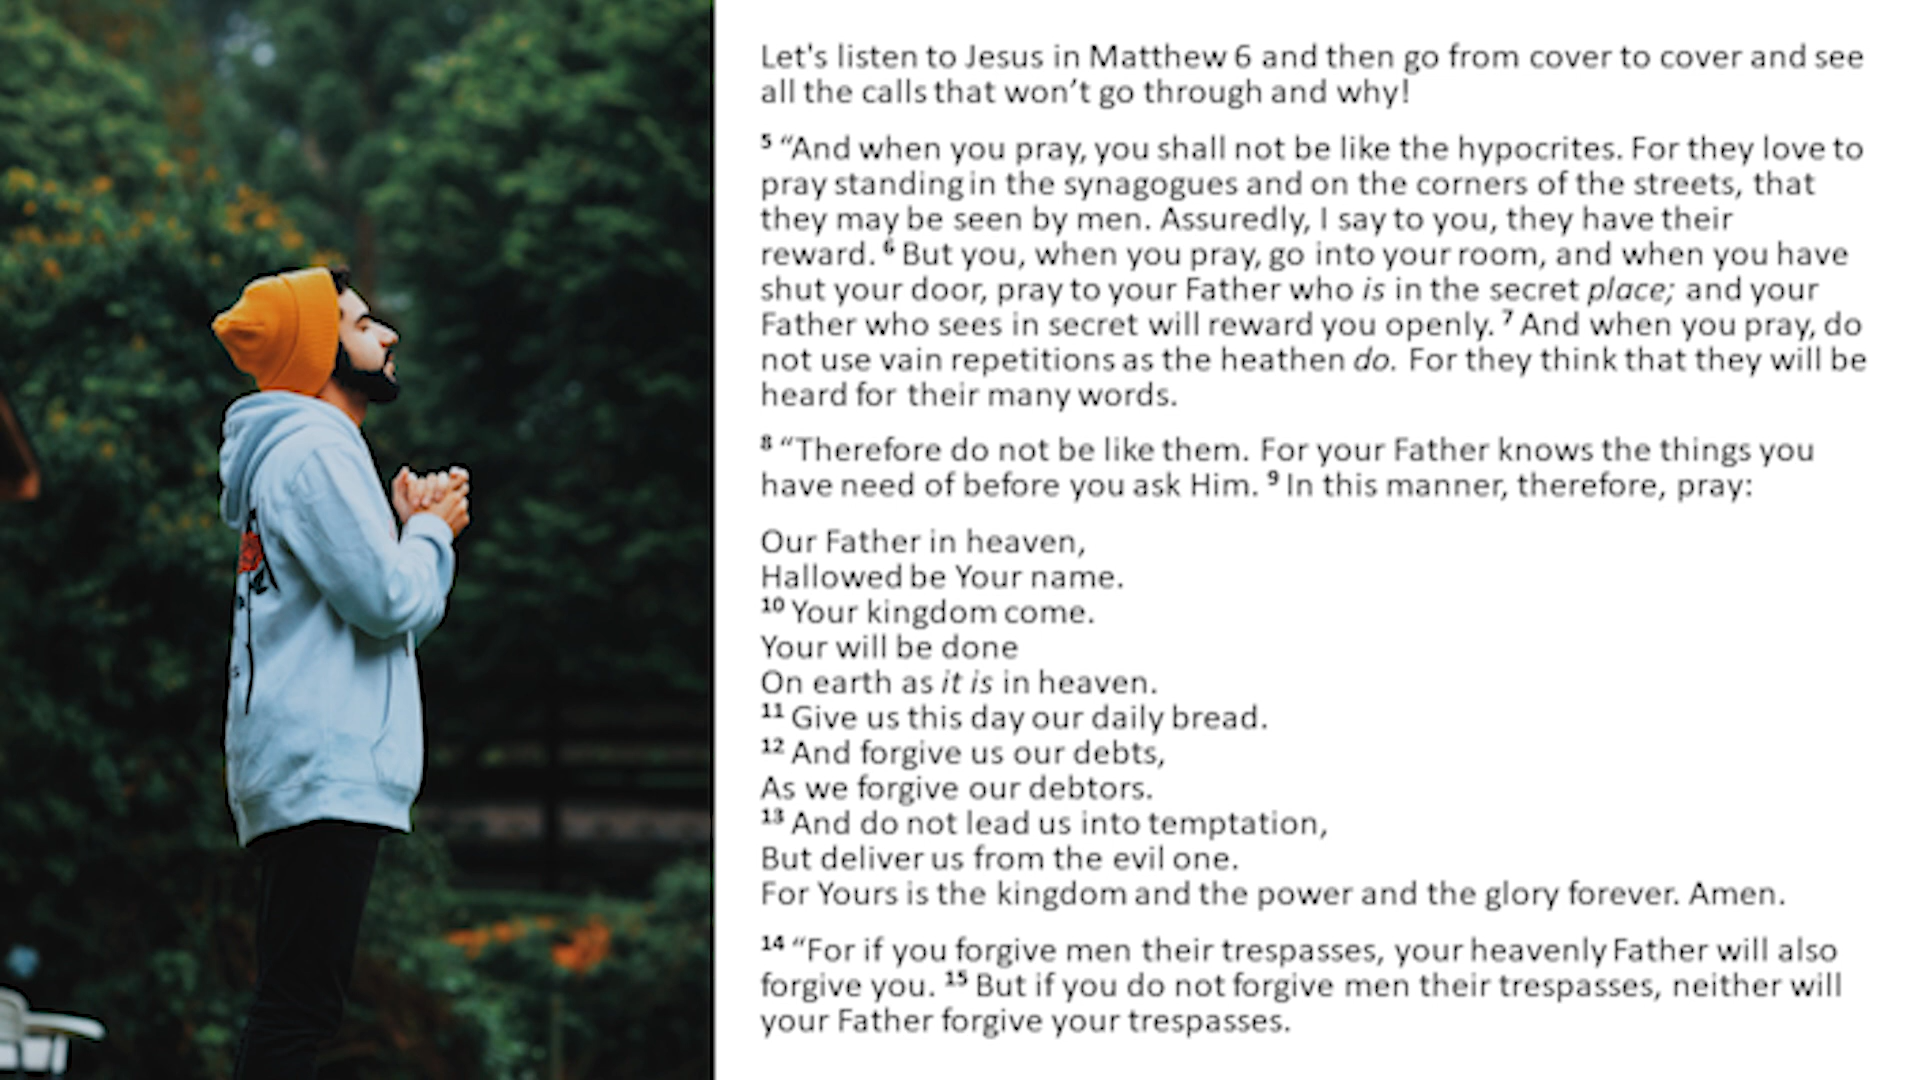 Let's listen to Jesus in Matthew 6 and then go from cover to cover and see
all the calls that won’t go through and why!
5 “And when you pray, you shall not be like the hypocrites. For they love to
pray standing in the synagogues and on the corners of the streets, that
they may be seen by men. Assuredly, I say to you, they have their
reward. 6 But you, when you pray, go into your room, and when you have
shut your door, pray to your Father who is in the secret place; and your
Father who sees in secret will reward you openly. 7 And when you pray, do
not use vain repetitions as the heathen do. For they think that they will be
heard for their many words.
8 “Therefore do not be like them. For your Father knows the things you
have need of before you ask Him. 9 In this manner, therefore, pray:
Our Father in heaven,
Hallowed be Your name.
10 Your kingdom come.
Your will be done
On earth as it is in heaven.
11 Give us this day our daily bread.
12 And forgive us our debts,
As we forgive our debtors.
13 And do not lead us into temptation,
But deliver us from the evil one.
For Yours is the kingdom and the power and the glory forever. Amen.
14 “For if you forgive men their trespasses, your heavenly Father will also
forgive you. 15 But if you do not forgive men their trespasses, neither will
your Father forgive your trespasses.